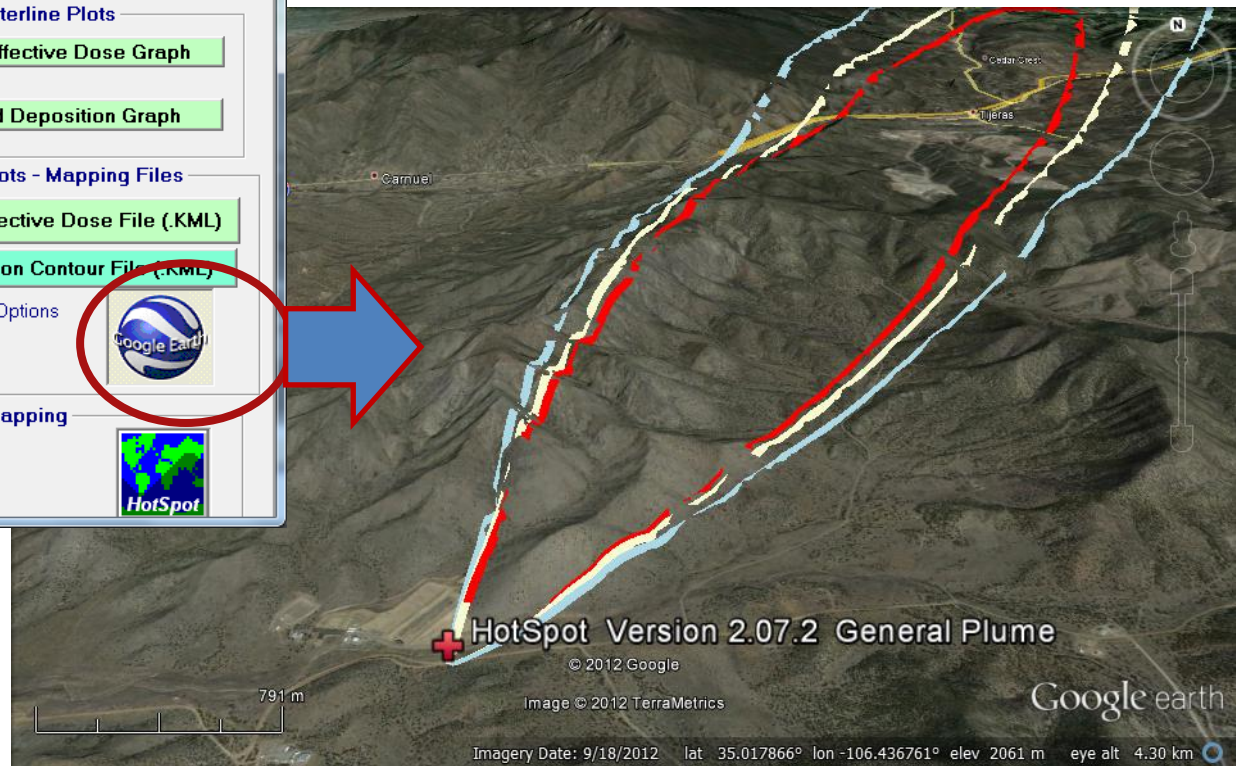 terline Plots
ffective Dose Graph
d Deposition Graph
ots - Mapping Files
ective Dose File (.KML)
on Contour File (.KML)
Options
Google Earth
apping
HotSpot
N
Cedar Crest
Tijeras
Carnuel
HotSpot Version 2.07.2 General Plume
© 2012 Google
791 m
Image © 2012 TerraMetrics
Google earth
Imagery Date: 9/18/2012 lat 35.017866° lon -106.436761° elev 2061 m eye alt 4.30 km